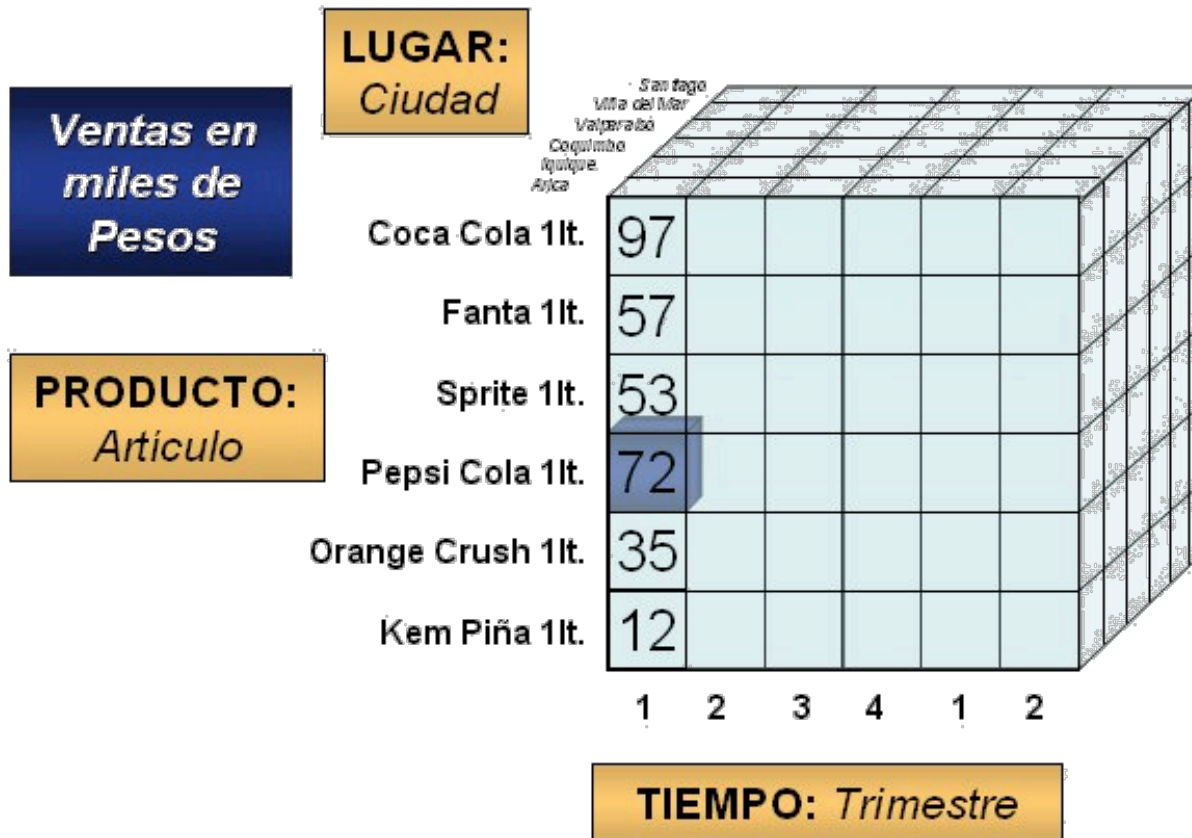 LUGAR:
Ciudad
Ventas en
miles de
Pesos
San tiago
Viña del Mar
Valparaíso
Coquimbo
Iquique.
Arica
Coca Cola 1lt.
97
Fanta 1lt.
57
PRODUCTO:
Artículo
Sprite 1lt.
53
Pepsi Cola 1lt.
72
Orange Crush 1lt.
35
Kem Piña 1lt.
12
1 2 3 4 1 2
TIEMPO: Trimestre